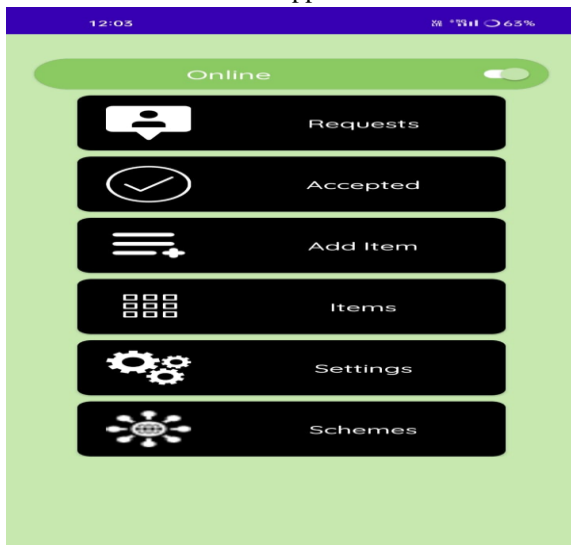 12:03 63%
Online
Requests
Accepted
Add Item
Items
Settings
Schemes